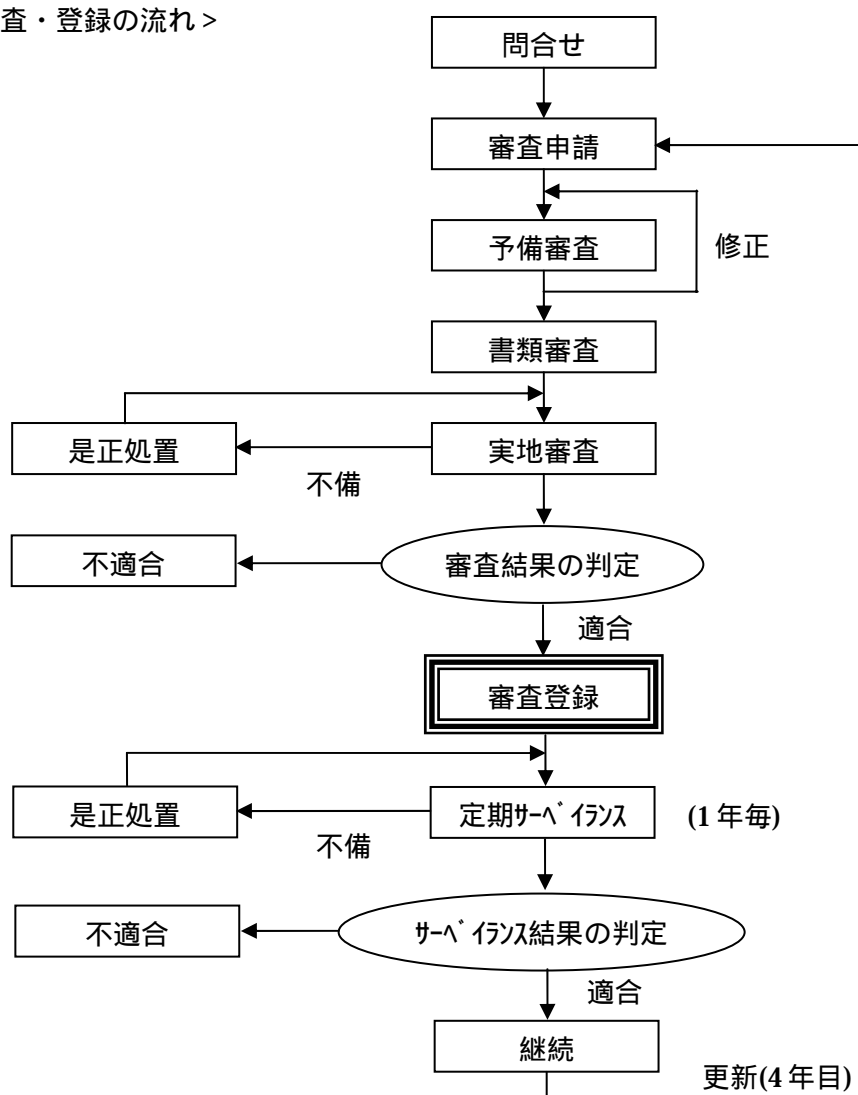 査・登録の流れ>
問合せ
審査申請
予備審査
修正
書類審査
是正処置
実地審査
不備
不適合
審査結果の判定
適合
審査登録
是正処置
定期ｻｰﾍﾞｲﾗﾝｽ
(1年毎)
不備
不適合
ｻｰﾍﾞｲﾗﾝｽ結果の判定
適合
継続
更新(4年目)